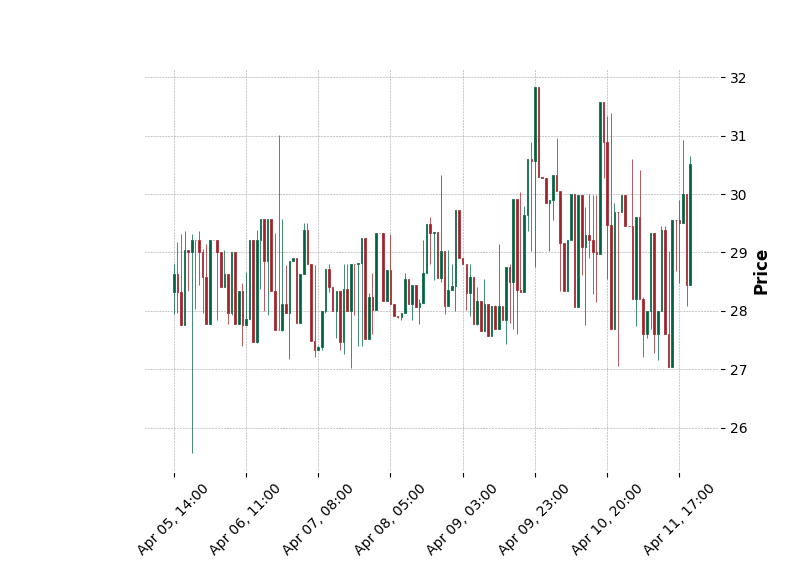 32
31
30
29
28
27
26
Price
Apr 05, 14:00
Apr 06, 11:00
Apr 07, 08:00
Apr 08, 05:00
Apr 09, 03:00
Apr 09, 23:00
Apr 10, 20:00
Apr 11, 17:00